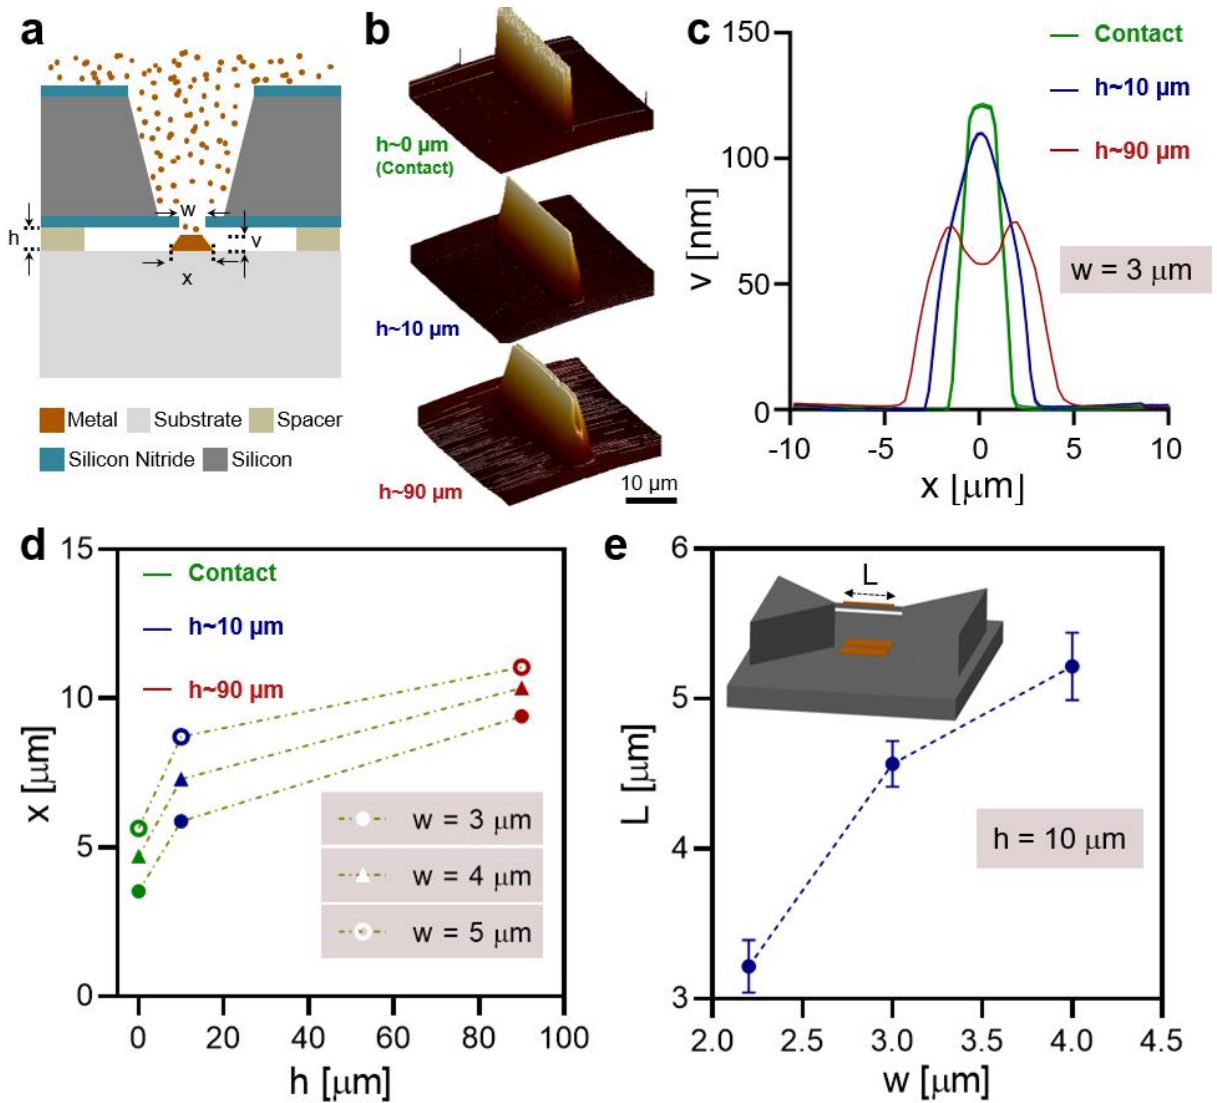 a
w
h
v
x
Metal Substrate Spacer
Silicon Nitride Silicon
b
h~0 µm
(Contact)
h~10 µm
h~90 µm
10 µm
c
150
100
50
0
v [nm]
-10 -5 0 5 10
x [µm]
Contact
h~10 µm
h~90 µm
w = 3 µm
d
15
10
5
0
x [µm]
0 20 40 60 80 100
h [µm]
Contact
h~10 µm
h~90 µm
w = 3 µm
w = 4 µm
w = 5 µm
e
6
5
4
3
L [µm]
2.0 2.5 3.0 3.5 4.0 4.5
w [µm]
L
h = 10 µm